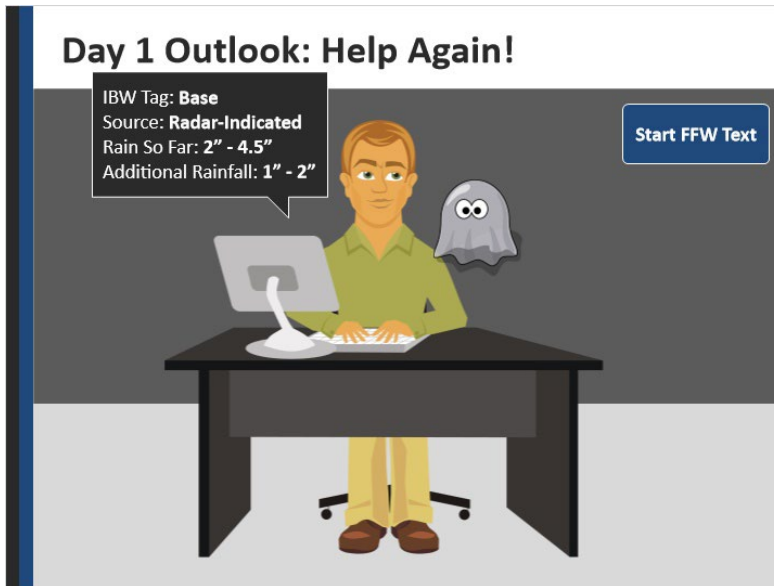 Day 1 Outlook: Help Again!
IBW Tag: Base
Source: Radar-Indicated
Rain So Far: 2” - 4.5”
Additional Rainfall: 1” - 2”
Start FFW Text